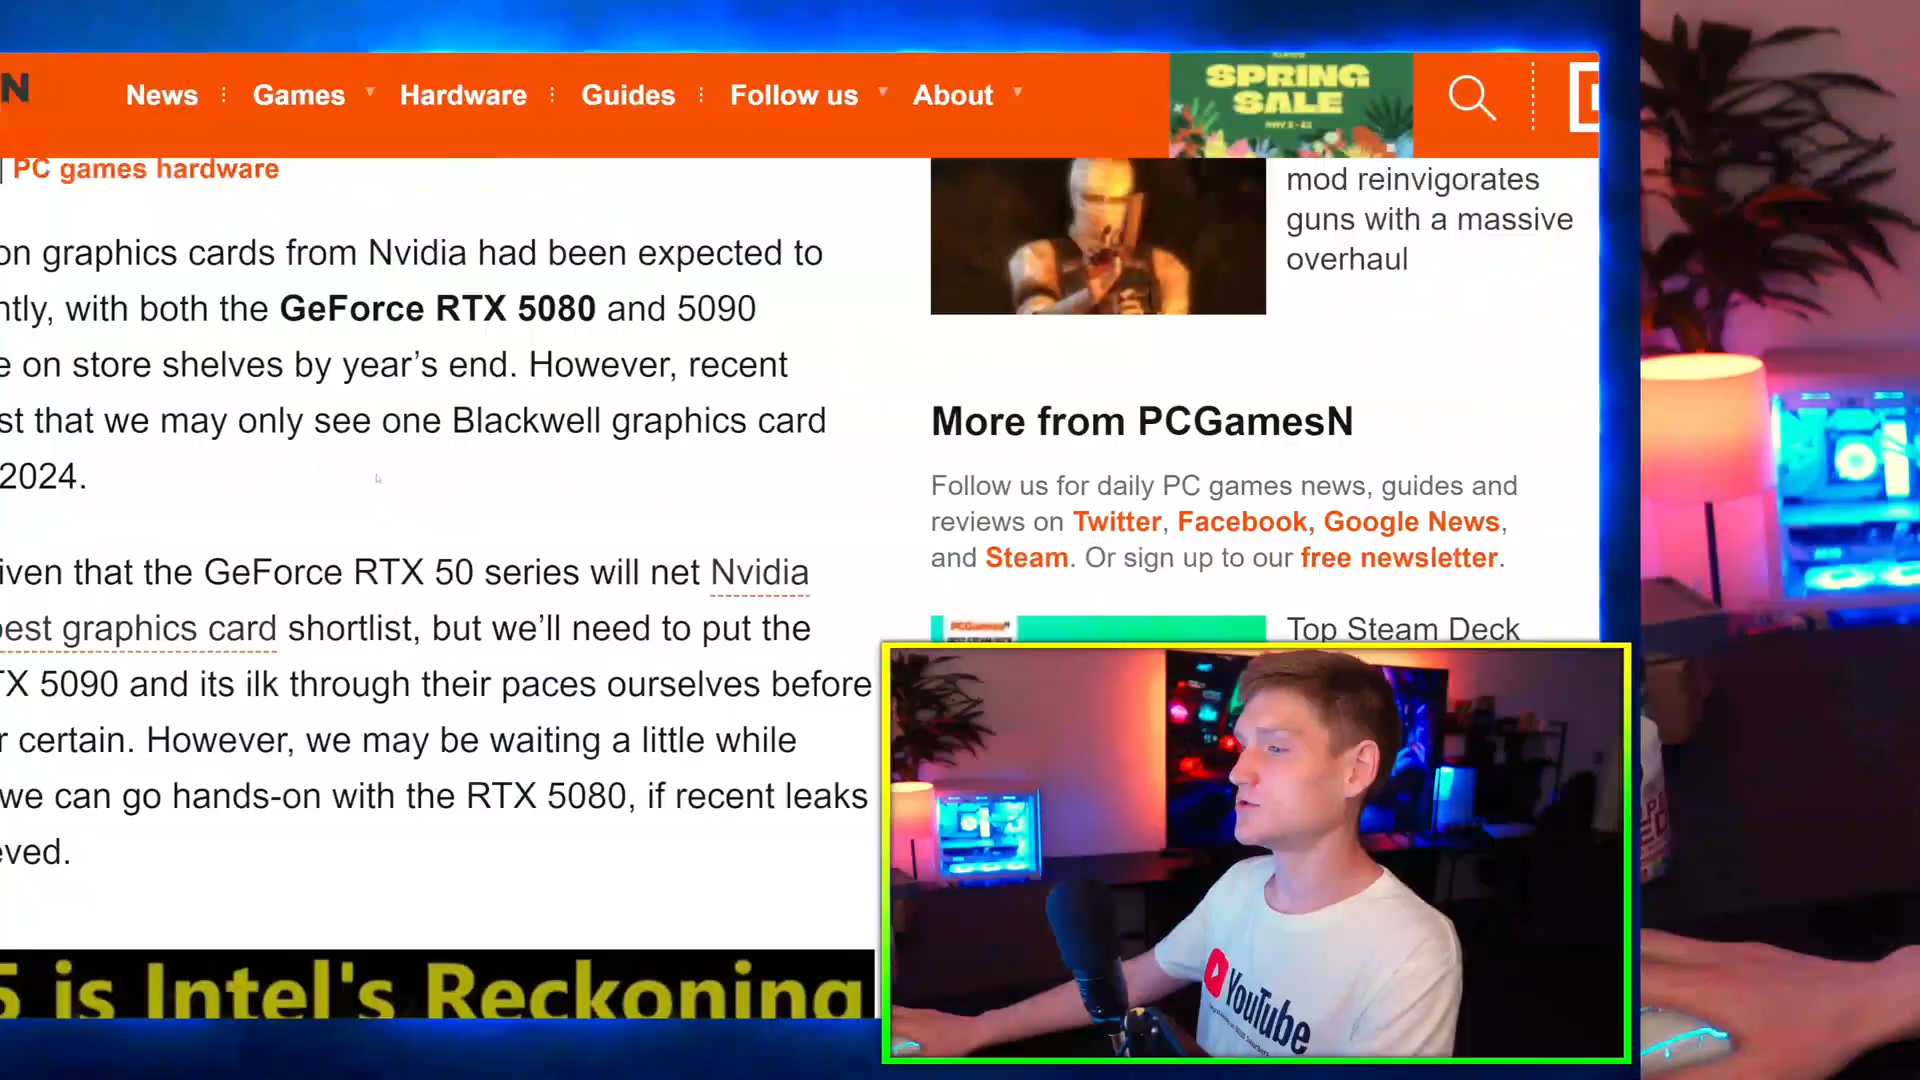 N
News
Games
Hardware
Guides
Follow us
About
SPRING
SALE
PC games hardware
on graphics cards from Nvidia had been expected to
ntly, with both the GeForce RTX 5080 and 5090
e on store shelves by year’s end. However, recent
st that we may only see one Blackwell graphics card
2024.
iven that the GeForce RTX 50 series will net Nvidia
best graphics card shortlist, but we’ll need to put the
TX 5090 and its ilk through their paces ourselves before
r certain. However, we may be waiting a little while
we can go hands-on with the RTX 5080, if recent leaks
eved.
5 is Intel's Reckoning
mod reinvigorates
guns with a massive
overhaul
More from PCGamesN
Follow us for daily PC games news, guides and
reviews on Twitter, Facebook, Google News,
and Steam. Or sign up to our free newsletter.
PCGamesN
Top Steam Deck
YouTube